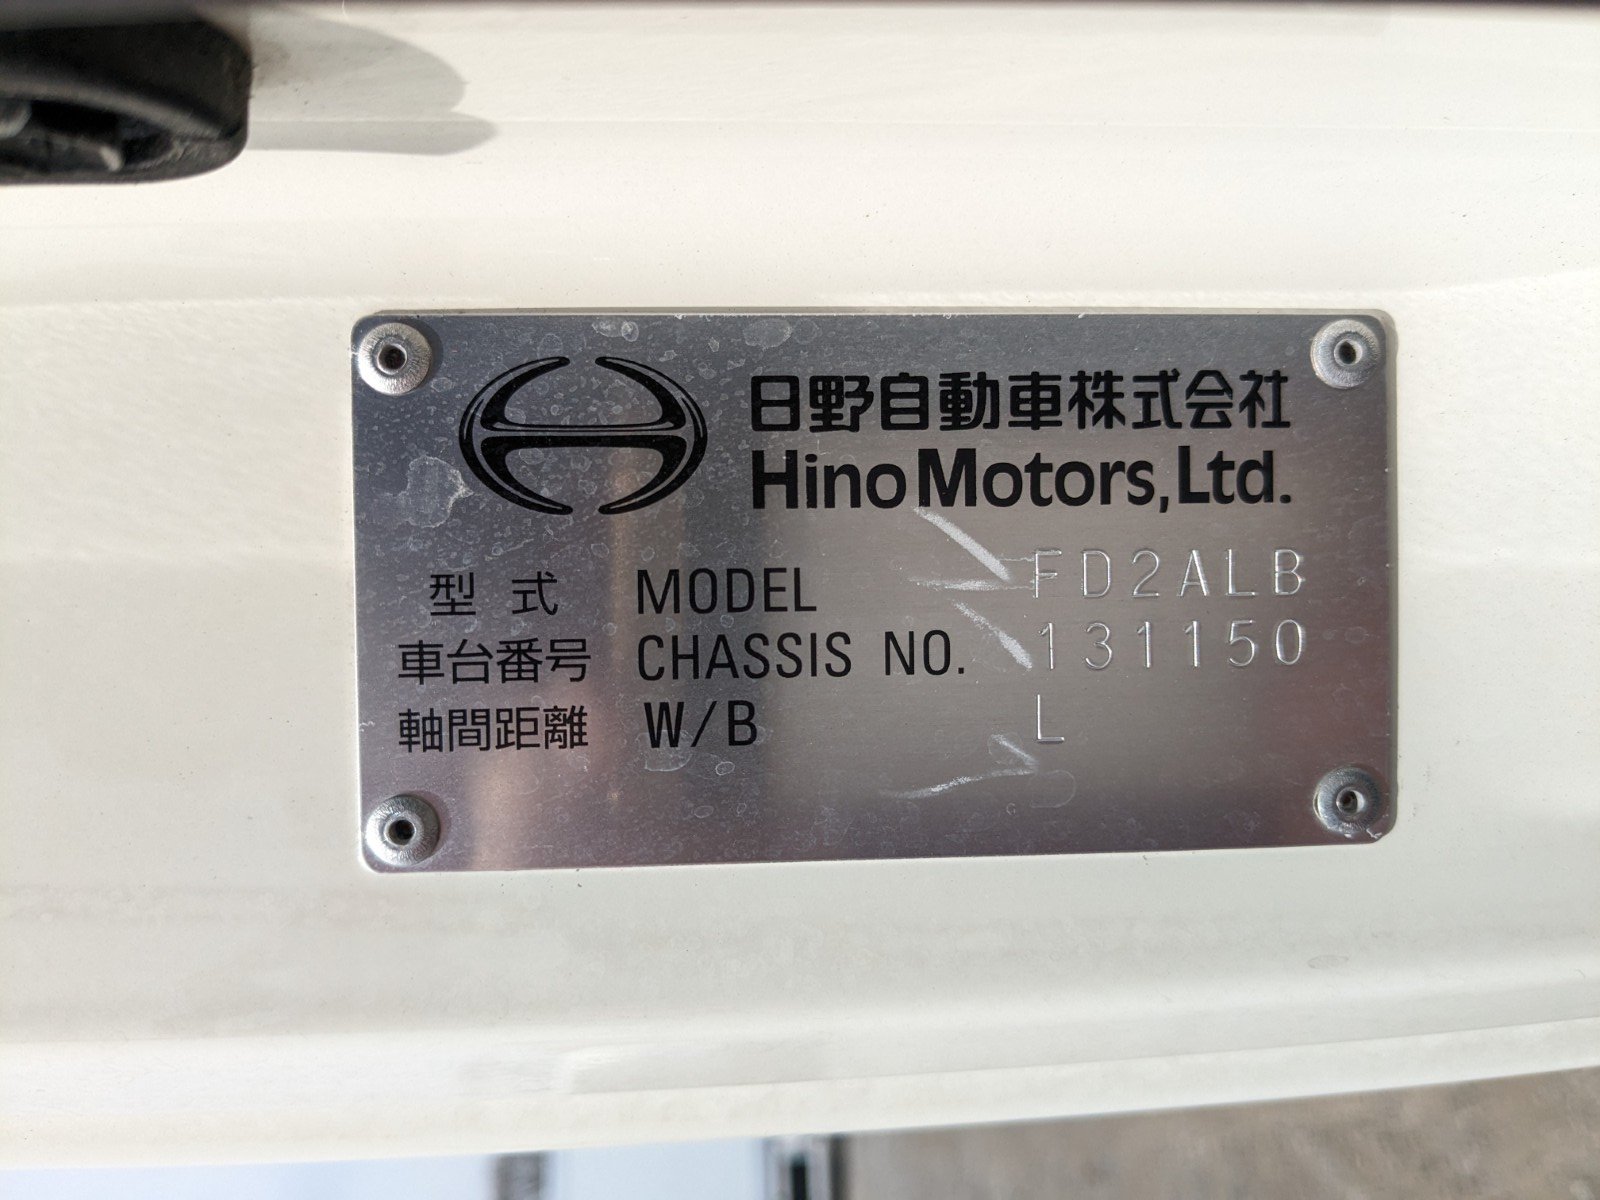 日野自動車株式会社
Hino Motors, Ltd.
型式 MODEL FD2ALB
車台番号 CHASSIS NO. 131150
軸間距離 W/B L